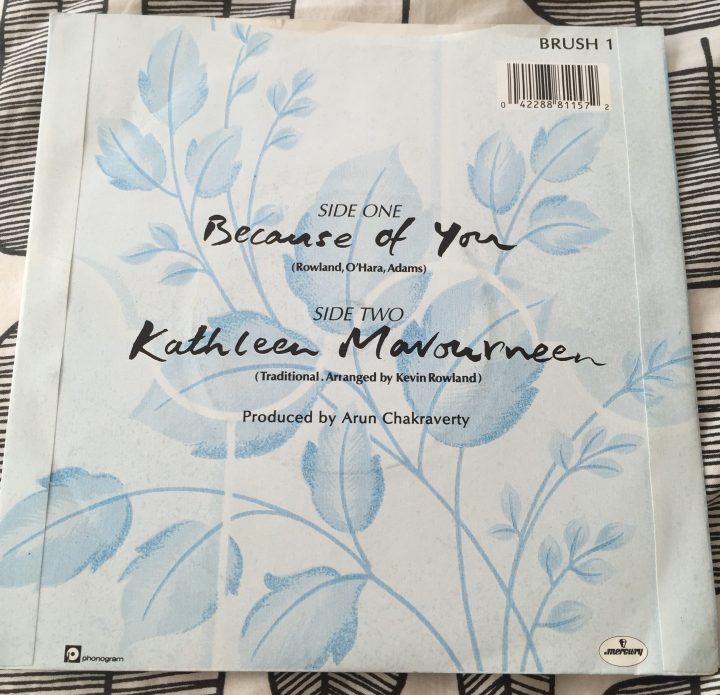 BRUSH 1
0 42288 81157 2
SIDE ONE
Because of You
(Rowland, O'Hara, Adams)
SIDE TWO
Kathleen Mavourneen
(Traditional. Arranged by Kevin Rowland)
Produced by Arun Chakraverty
phonogram
mercury